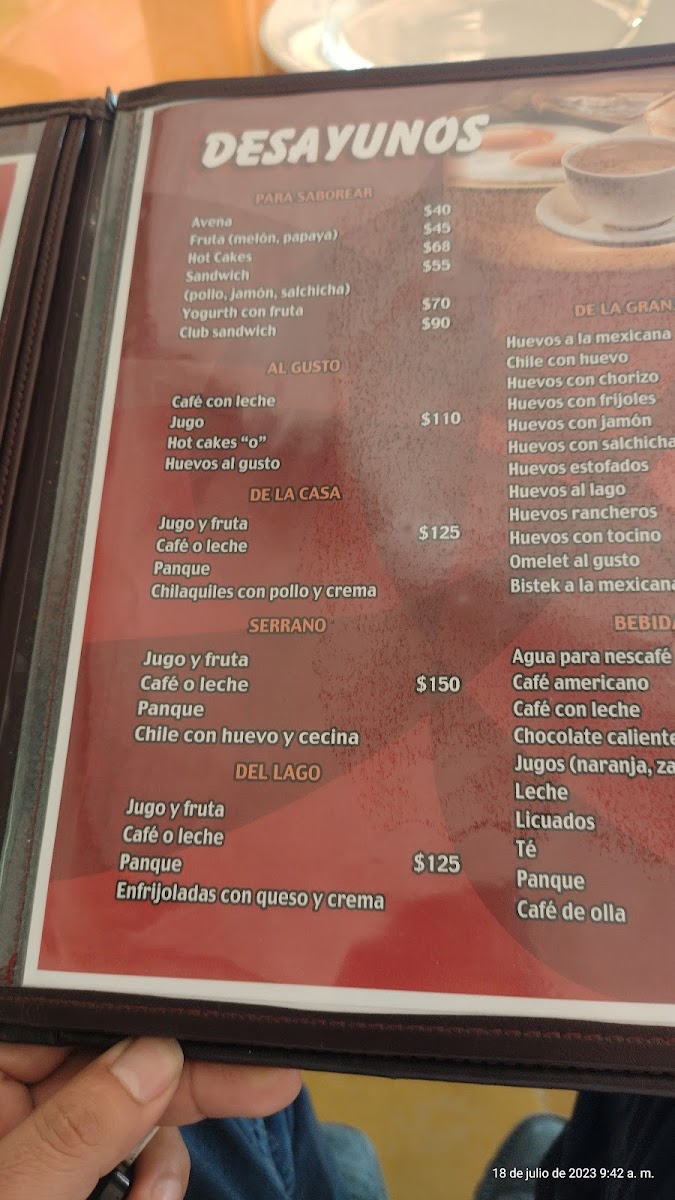 DESAYUNOS
PARA SABOREAR
Avena $40
Fruta (melón, papaya) $45
Hot Cakes $68
Sandwich $55
(pollo, jamón, salchicha)
Yogurth con fruta $70
Club sandwich $90
AL GUSTO
Café con leche
Jugo $110
Hot cakes “o”
Huevos al gusto
DE LA CASA
Jugo y fruta
Café o leche $125
Panque
Chilaquiles con pollo y crema
SERRANO
Jugo y fruta
Café o leche $150
Panque
Chile con huevo y cecina
DEL LAGO
Jugo y fruta
Café o leche
Panque $125
Enfrijoladas con queso y crema
DE LA GRAN
Huevos a la mexicana
Chile con huevo
Huevos con chorizo
Huevos con frijoles
Huevos con jamón
Huevos con salchicha
Huevos estofados
Huevos al lago
Huevos rancheros
Huevos con tocino
Omelet al gusto
Bistek a la mexicana
BEBIDA
Agua para nescafé
Café americano
Café con leche
Chocolate caliente
Jugos (naranja, za
Leche
Licuados
Té
Panque
Café de olla
18 de julio de 2023 9:42 a. m.